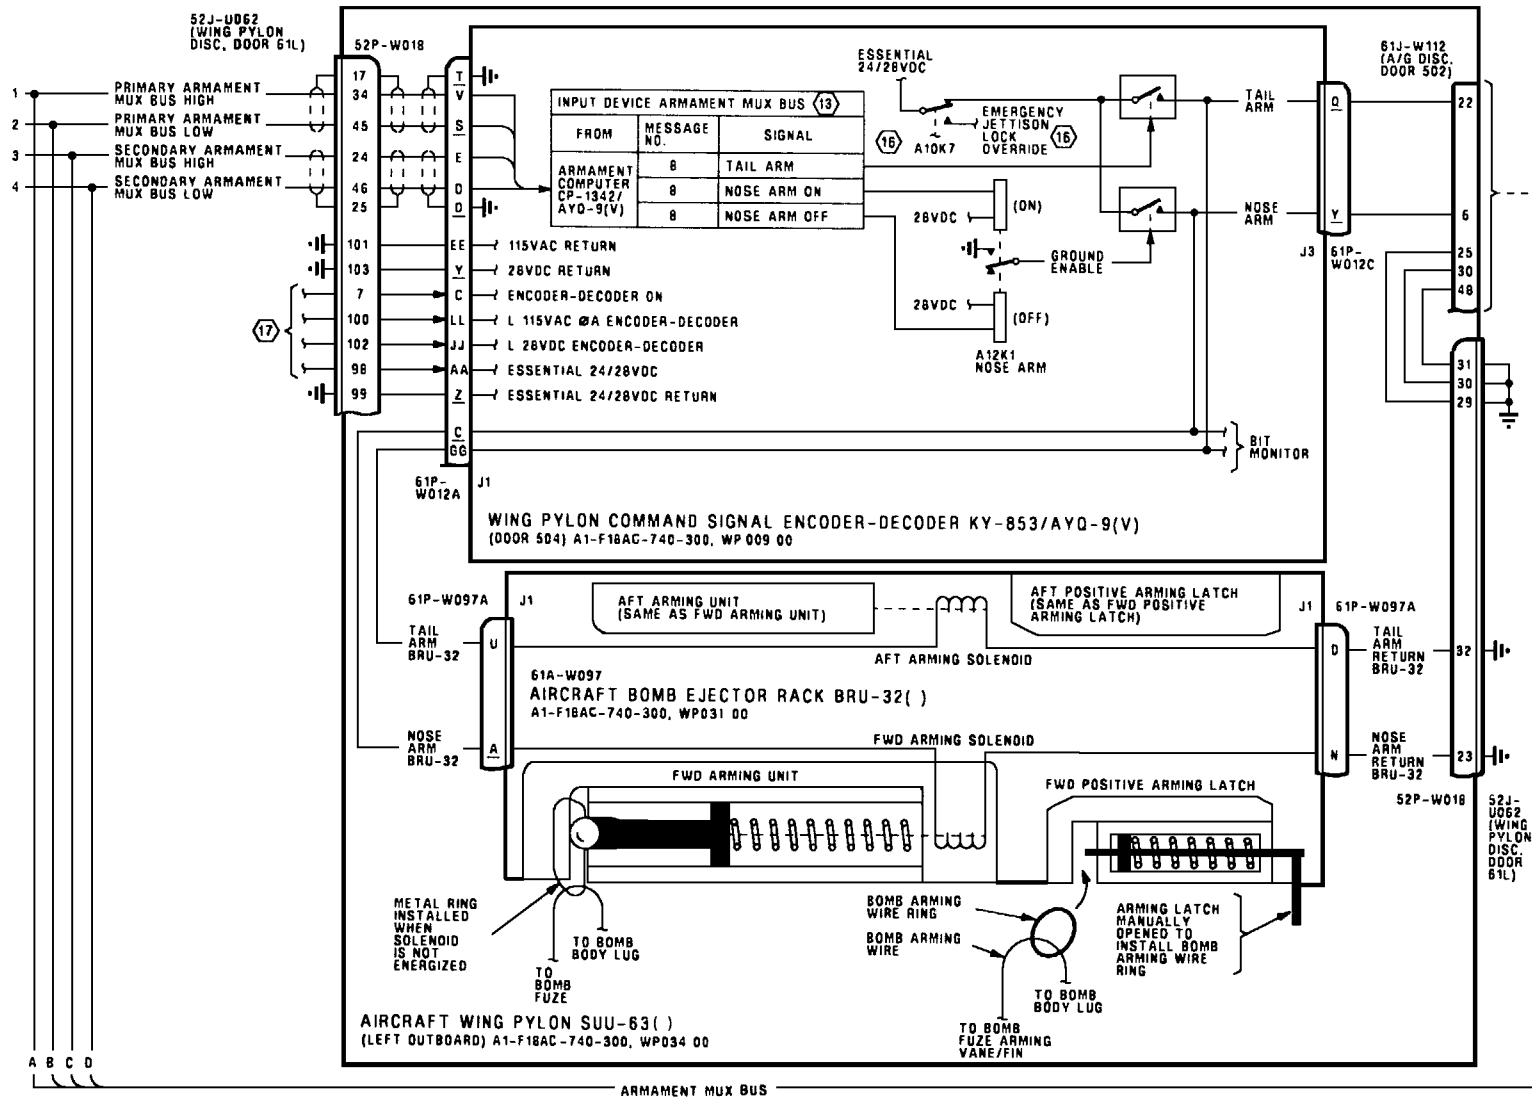 52J-U062
(WING PYLON
DISC, DOOR 61L)
52P-W018
1
PRIMARY ARMAMENT
MUX BUS HIGH
2
PRIMARY ARMAMENT
MUX BUS LOW
3
SECONDARY ARMAMENT
MUX BUS HIGH
4
SECONDARY ARMAMENT
MUX BUS LOW
17
34
45
24
46
25
101
103
7
100
102
98
99
17
T
V
S
E
D
D
EE
Y
C
LL
JJ
AA
Z
C
GG
115VAC RETURN
28VDC RETURN
ENCODER-DECODER ON
L 115VAC ØA ENCODER-DECODER
L 28VDC ENCODER-DECODER
ESSENTIAL 24/28VDC
ESSENTIAL 24/28VDC RETURN
61P-
W012A
J1
INPUT DEVICE ARMAMENT MUX BUS 13
FROM
MESSAGE
NO.
SIGNAL
ARMAMENT
COMPUTER
CP-1342/
AYQ-9(V)
8 TAIL ARM
8 NOSE ARM ON
8 NOSE ARM OFF
ESSENTIAL
24/28VDC
16
A10K7
EMERGENCY
JETTISON
LOCK
OVERRIDE
16
28VDC
(ON)
GROUND
ENABLE
28VDC
(OFF)
A12K1
NOSE ARM
TAIL
ARM
NOSE
ARM
Q
Y
J3
61P-
W012C
61J-W112
(A/G DISC,
DOOR 502)
22
6
25
30
48
31
30
29
BIT
MONITOR
WING PYLON COMMAND SIGNAL ENCODER-DECODER KY-853/AYQ-9(V)
(DOOR 504) A1-F18AC-740-300, WP 009 00
61P-W097A
J1
AFT ARMING UNIT
(SAME AS FWD ARMING UNIT)
AFT POSITIVE ARMING LATCH
(SAME AS FWD POSITIVE
ARMING LATCH)
J1
61P-W097A
TAIL
ARM
BRU-32
U
AFT ARMING SOLENOID
D
TAIL
ARM
RETURN
BRU-32
32
61A-W097
AIRCRAFT BOMB EJECTOR RACK BRU-32( )
A1-F18AC-740-300, WP031 00
NOSE
ARM
BRU-32
A
FWD ARMING SOLENOID
N
NOSE
ARM
RETURN
BRU-32
23
FWD ARMING UNIT
FWD POSITIVE ARMING LATCH
52P-W018
52J-
U062
(WING
PYLON
DISC,
DOOR
61L)
METAL RING
INSTALLED
WHEN
SOLENOID
IS NOT
ENERGIZED
TO BOMB
BODY LUG
TO
BOMB
FUZE
BOMB ARMING
WIRE RING
BOMB ARMING
WIRE
ARMING LATCH
MANUALLY
OPENED TO
INSTALL BOMB
ARMING WIRE
RING
TO BOMB
BODY LUG
TO BOMB
FUZE ARMING
VANE/FIN
AIRCRAFT WING PYLON SUU-63( )
(LEFT OUTBOARD) A1-F18AC-740-300, WP034 00
A B C D
ARMAMENT MUX BUS